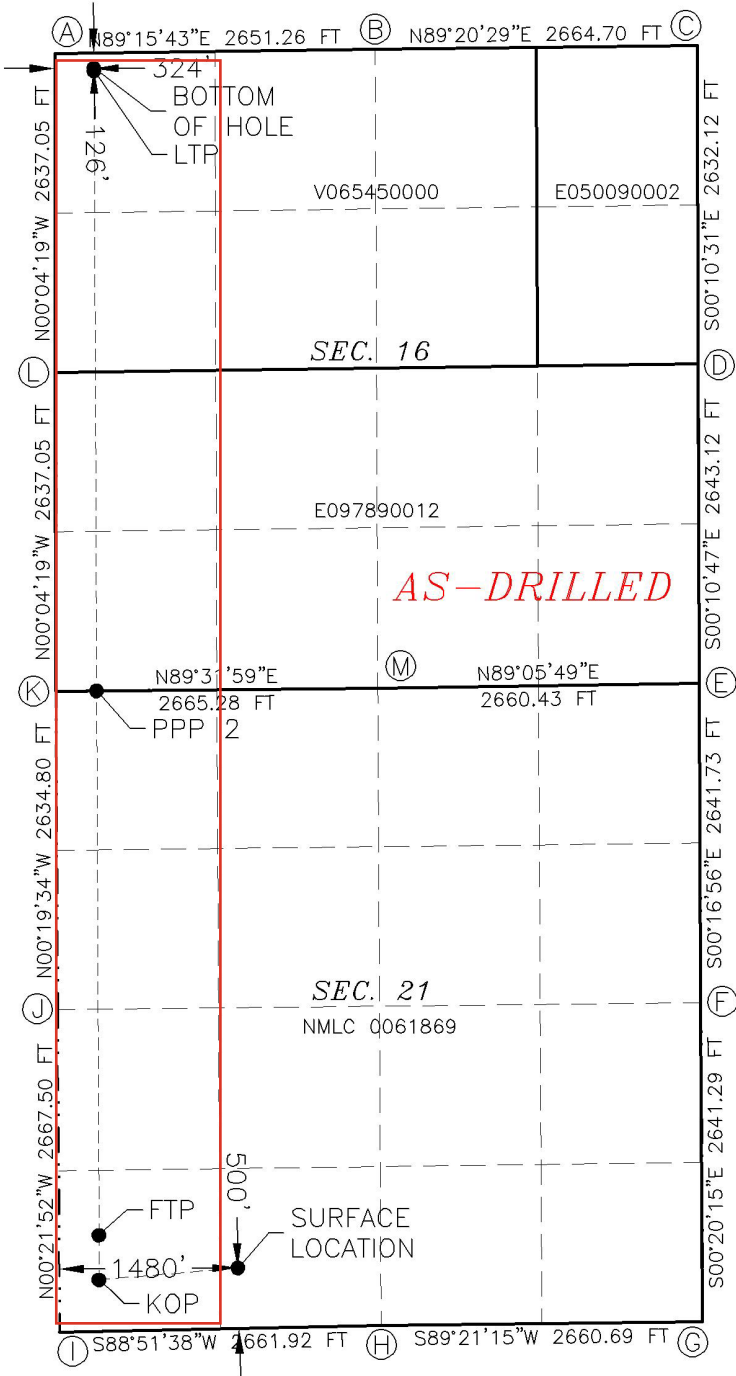 A
N89°15'43"E 2651.26 FT
B
N89°20'29"E 2664.70 FT
C
324'
BOTTOM
OF HOLE
LTP
126'
N00°04'19"W 2637.05 FT
V065450000
E050090002
S00°10'31"E 2632.12 FT
SEC. 16
L
D
N00°04'19"W 2637.05 FT
E097890012
S00°10'47"E 2643.12 FT
AS-DRILLED
K
N89°31'59"E
2665.28 FT
M
N89°05'49"E
2660.43 FT
E
PPP 2
N00°19'34"W 2634.80 FT
S00°16'56"E 2641.73 FT
SEC. 21
J
NMLC 0061869
F
N00°21'52"W 2667.50 FT
S00°20'15"E 2641.29 FT
500'
FTP
SURFACE
LOCATION
1480'
KOP
I
S88°51'38"W 2661.92 FT
H
S89°21'15"W 2660.69 FT
G